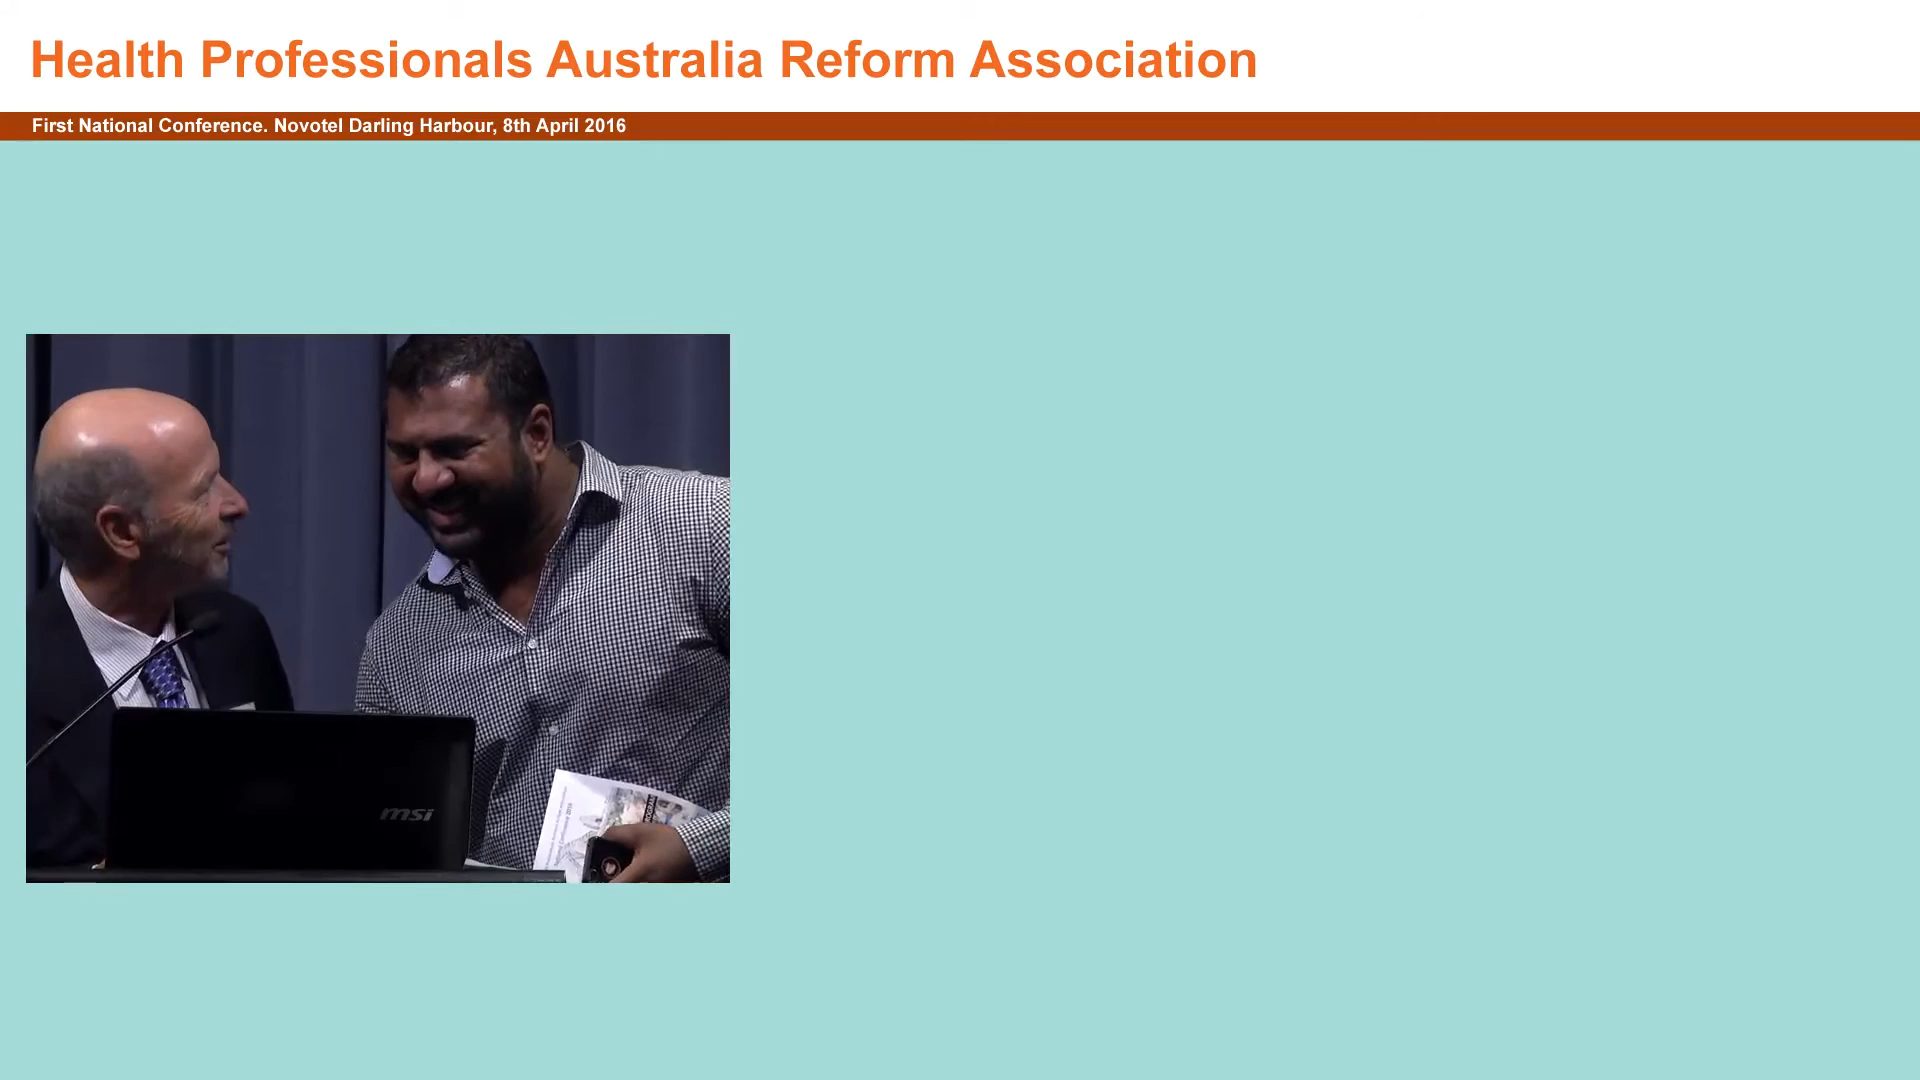 Health Professionals Australia Reform Association
First National Conference. Novotel Darling Harbour, 8th April 2016
msi